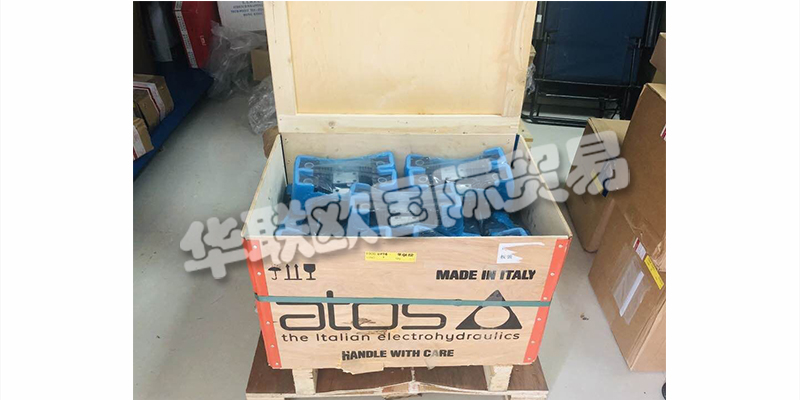 华联欧国际贸易
MADE IN ITALY
atos
the Italian electrohydraulics
HANDLE WITH CARE